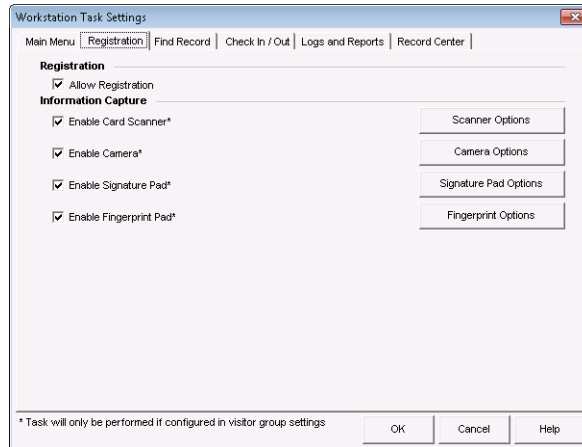 Workstation Task Settings
Main Menu Registration Find Record Check In / Out Logs and Reports Record Center
Registration
Allow Registration
Information Capture
Enable Card Scanner* Scanner Options
Enable Camera* Camera Options
Enable Signature Pad* Signature Pad Options
Enable Fingerprint Pad* Fingerprint Options
* Task will only be performed if configured in visitor group settings OK Cancel Help